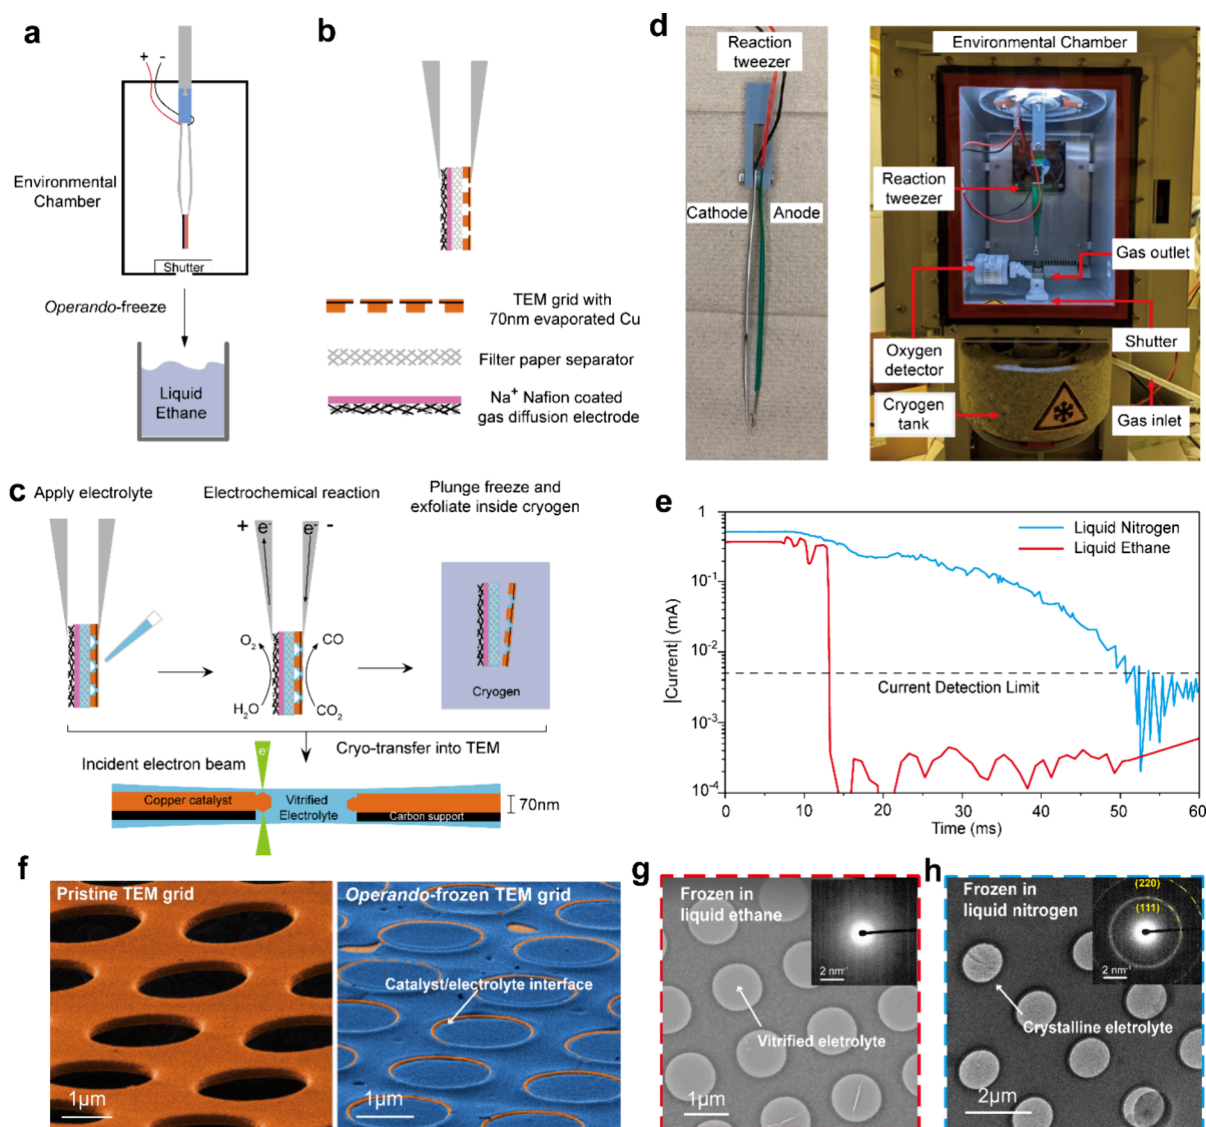 a
+ -
Environmental
Chamber
Shutter
Operando-freeze
Liquid
Ethane
b
TEM grid with
70nm evaporated Cu
Filter paper separator
Na+ Nafion coated
gas diffusion electrode
c
Apply electrolyte
Electrochemical reaction
Plunge freeze and
exfoliate inside cryogen
+ e- e- -
O2 CO
H2O CO2
Cryogen
Cryo-transfer into TEM
Incident electron beam
e-
Copper catalyst
Vitrified
Electrolyte
Carbon support
70nm
d
Reaction
tweezer
Cathode
Anode
Environmental Chamber
Reaction
tweezer
Gas outlet
Oxygen
detector
Shutter
Cryogen
tank
Gas inlet
e
|Current| (mA)
1
10-1
10-2
10-3
10-4
Liquid Nitrogen
Liquid Ethane
Current Detection Limit
0 10 20 30 40 50 60
Time (ms)
f
Pristine TEM grid
1µm
Operando-frozen TEM grid
Catalyst/electrolyte interface
1µm
g
Frozen in
liquid ethane
2 nm-1
Vitrified eletrolyte
1µm
h
Frozen in
liquid nitrogen
(220)
(111)
2 nm-1
Crystalline eletrolyte
2µm